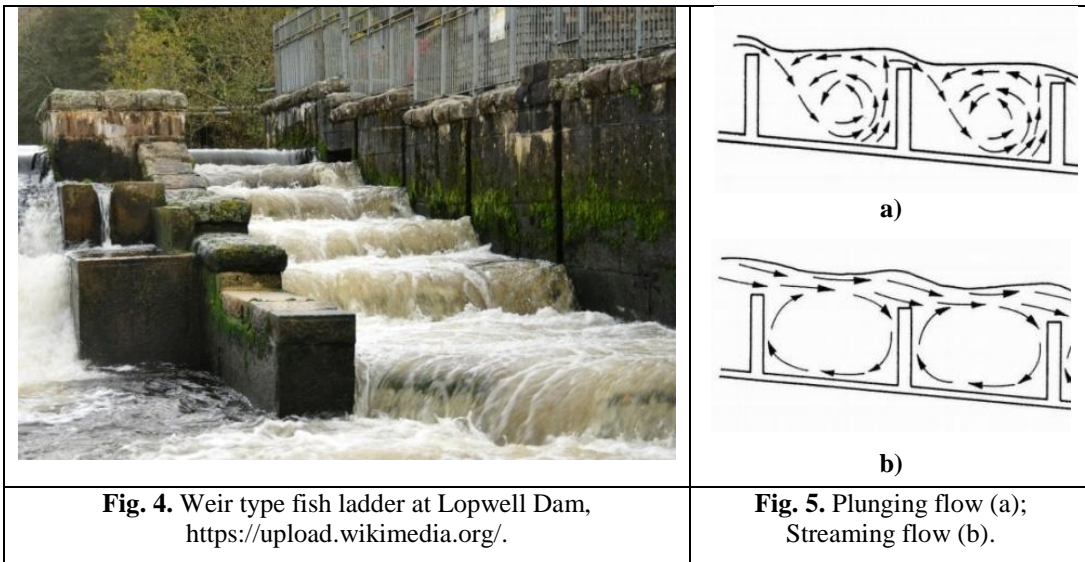 a)
b)
Fig. 4. Weir type fish ladder at Lopwell Dam,
https://upload.wikimedia.org/.
Fig. 5. Plunging flow (a);
Streaming flow (b).